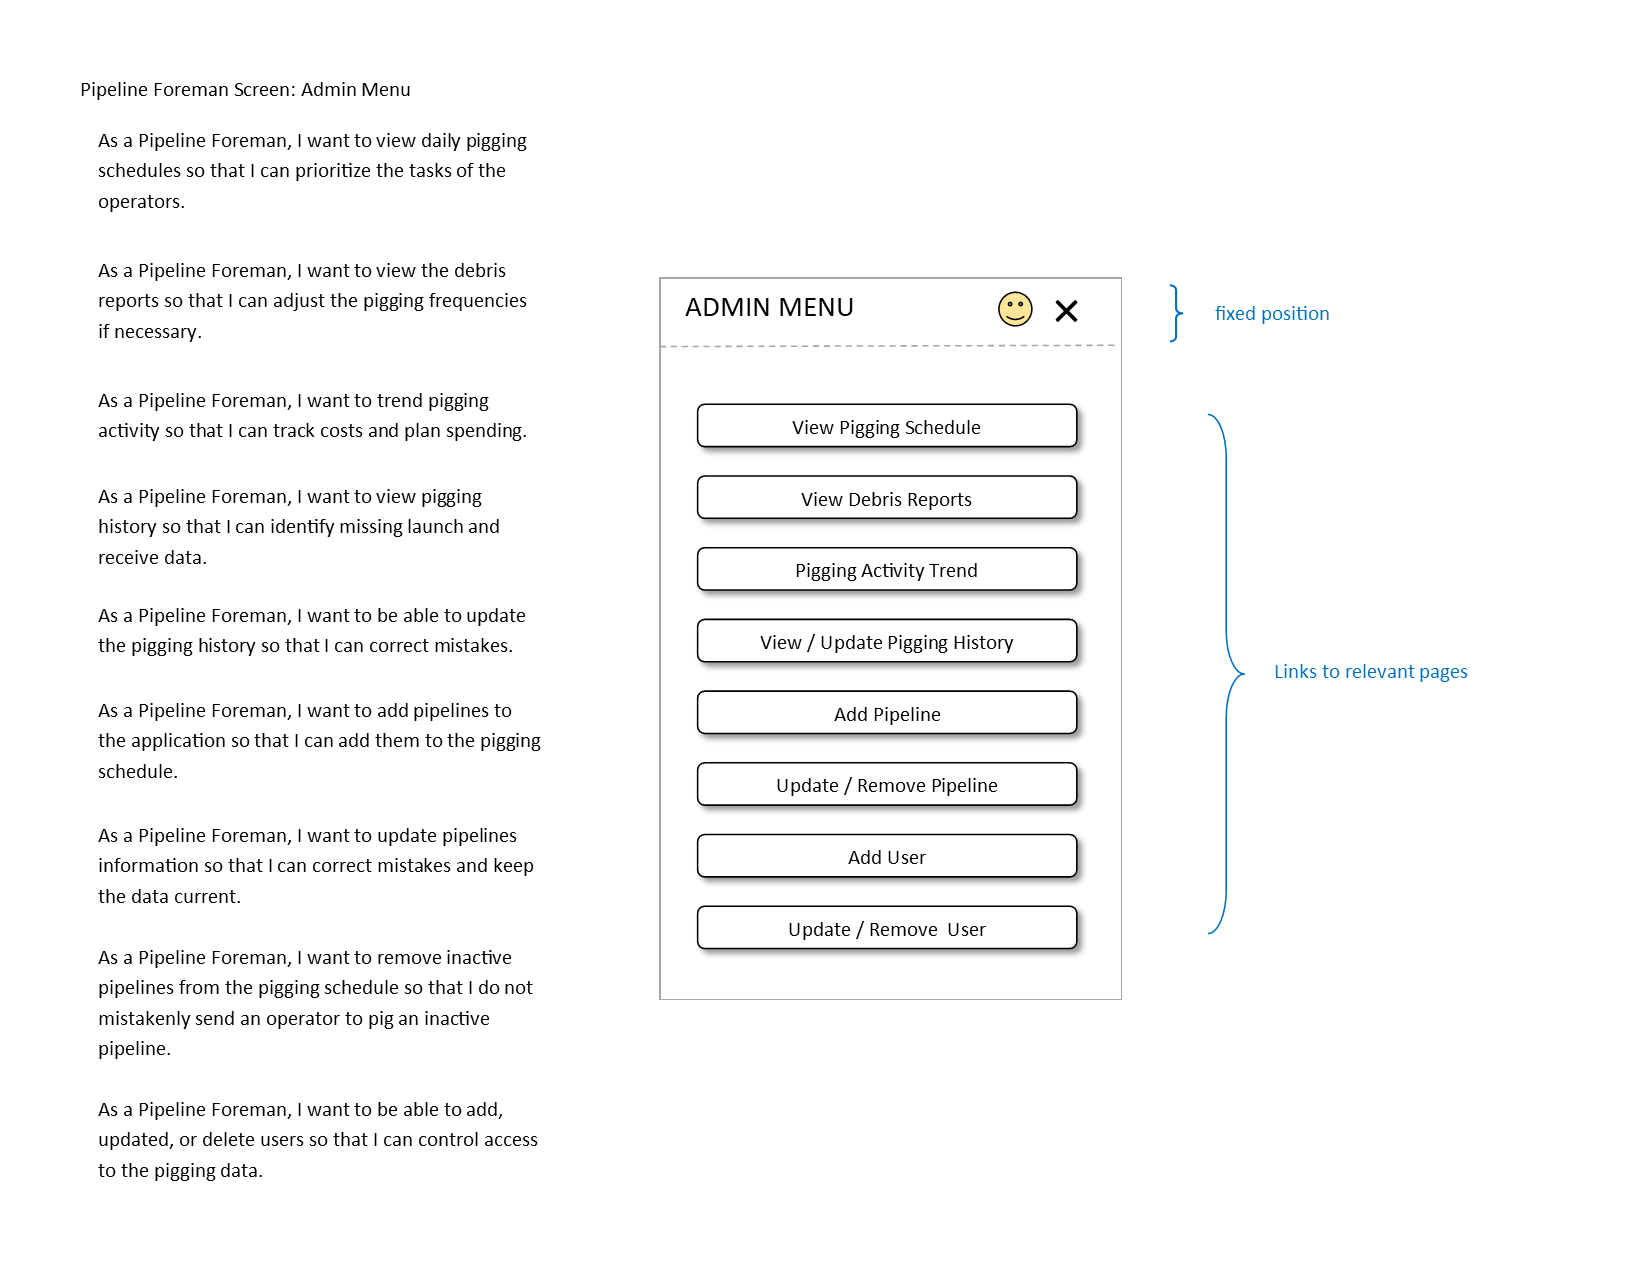 Pipeline Foreman Screen: Admin Menu
As a Pipeline Foreman, I want to view daily pigging
schedules so that I can prioritize the tasks of the
operators.
As a Pipeline Foreman, I want to view the debris
reports so that I can adjust the pigging frequencies
if necessary.
As a Pipeline Foreman, I want to trend pigging
activity so that I can track costs and plan spending.
As a Pipeline Foreman, I want to view pigging
history so that I can identify missing launch and
receive data.
As a Pipeline Foreman, I want to be able to update
the pigging history so that I can correct mistakes.
As a Pipeline Foreman, I want to add pipelines to
the application so that I can add them to the pigging
schedule.
As a Pipeline Foreman, I want to update pipelines
information so that I can correct mistakes and keep
the data current.
As a Pipeline Foreman, I want to remove inactive
pipelines from the pigging schedule so that I do not
mistakenly send an operator to pig an inactive
pipeline.
As a Pipeline Foreman, I want to be able to add,
updated, or delete users so that I can control access
to the pigging data.
ADMIN MENU
fixed position
View Pigging Schedule
View Debris Reports
Pigging Activity Trend
View / Update Pigging History
Add Pipeline
Update / Remove Pipeline
Add User
Update / Remove  User
Links to relevant pages